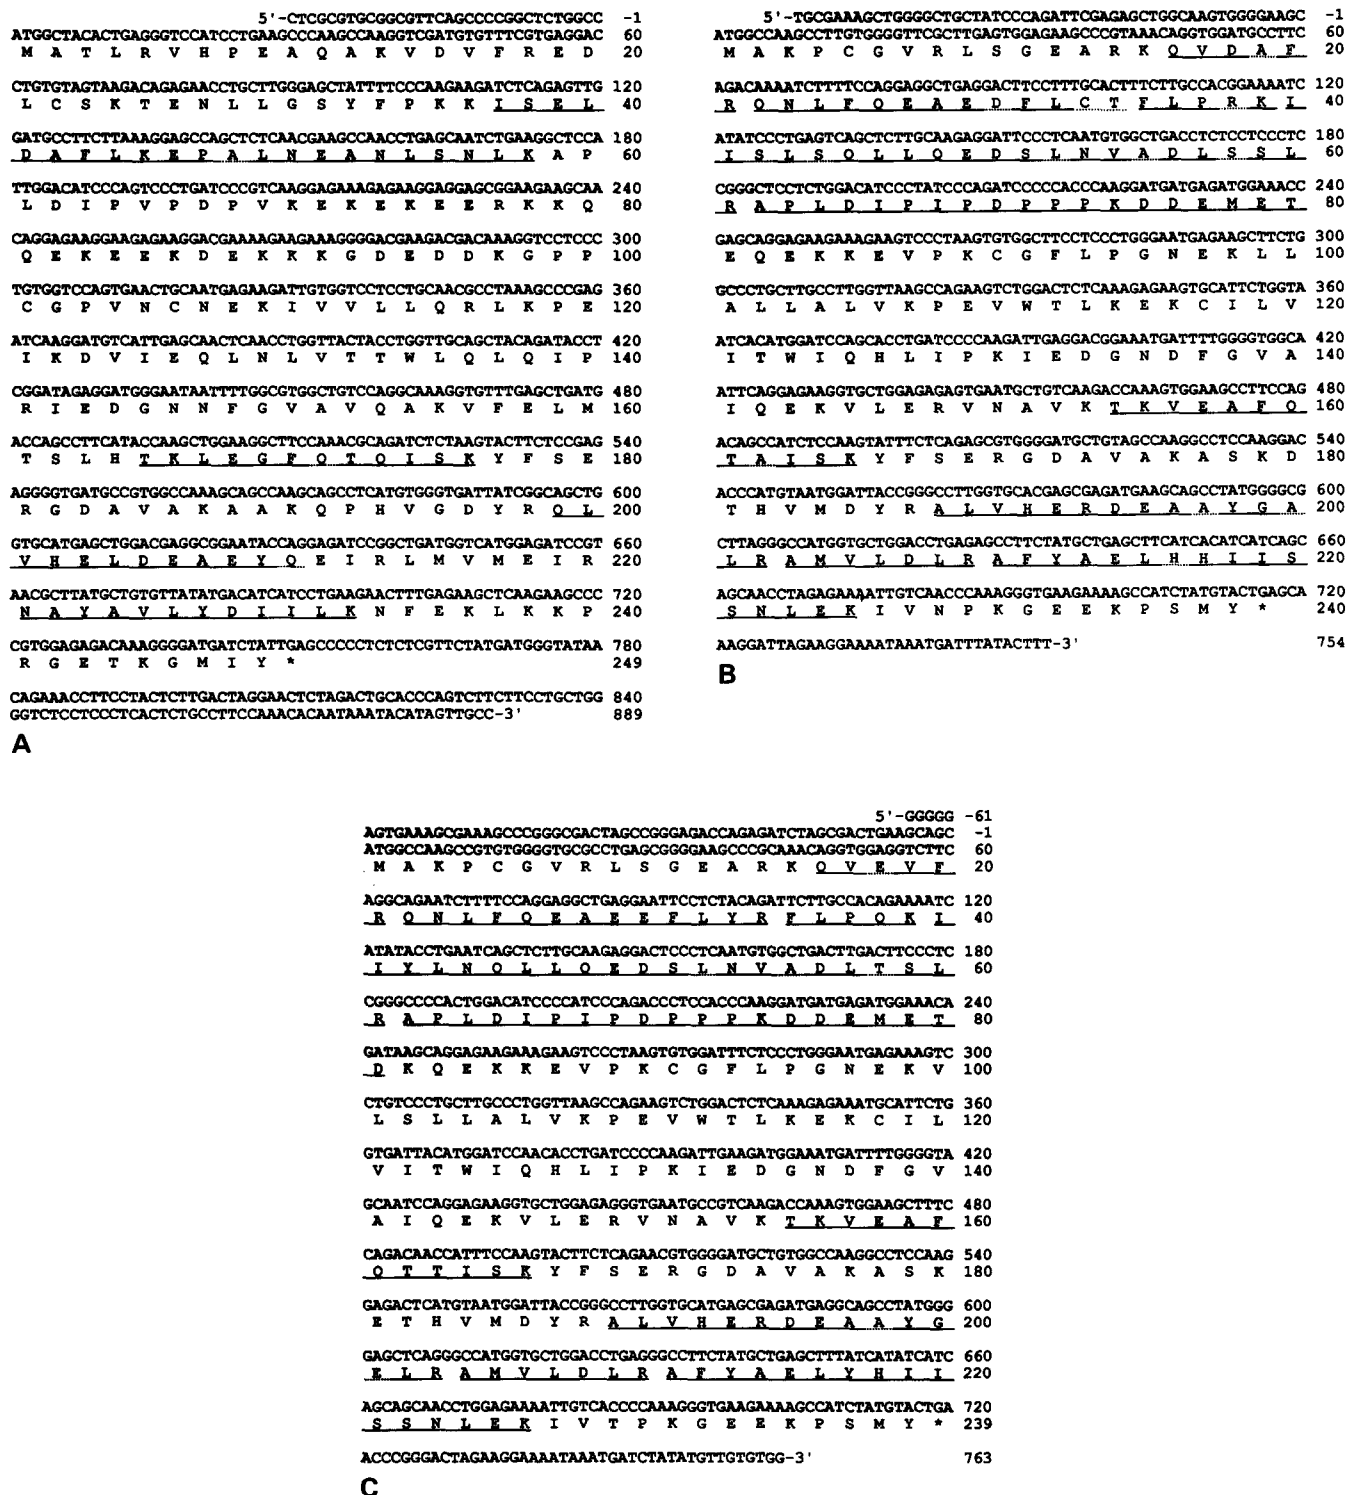 5'-CTCGCGTGCGGCGTTCAGCCCCGGCTCTGGCC -1
ATGGCTACACTGAGGGTCCATCCTGAAGCCCAAGCCAAGGTCGATGTGTTTCGTGAGGAC 60
M A T L R V H P E A Q A K V D V F R E D 20
CTGTGTAGTAAGACAGAGAACCTGCTTGGGAGCTATTTTCCCAAGAAGATCTCAGAGTTG 120
L C S K T E N L L G S Y F P K K I S E L 40
GATGCCTTCTTAAAGGAGCCAGCTCTCAACGAAGCCAACCTGAGCAATCTGAAGGCTCCA 180
D A F L K E P A L N E A N L S N L K A P 60
TTGGACATCCCAGTCCCTGATCCCGTCAAGGAGAAAGAGAAGGAGGAGCGGAAGAAGCAA 240
L D I P V P D P V K E K E K E E R K K Q 80
CAGGAGAAGGAAGAGAAGGACGAAAAGAAGAAAGGGGACGAAGACGACAAAGGTCCTCCC 300
Q E K E E K D E K K K G D E D D K G P P 100
TGTGGTCCAGTGAACTGCAATGAGAAGATTGTGGTCCTCCTGCAACGCCTAAAGCCCGAG 360
C G P V N C N E K I V V L L Q R L K P E 120
ATCAAGGATGTCATTGAGCAACTCAACCTGGTTACTACCTGGTTGCAGCTACAGATACCT 420
I K D V I E Q L N L V T T W L Q L Q I P 140
CGGATAGAGGATGGGAATAATTTTGGCGTGGCTGTCCAGGCAAAGGTGTTTGAGCTGATG 480
R I E D G N N F G V A V Q A K V F E L M 160
ACCAGCCTTCATACCAAGCTGGAAGGCTTCCAAACGCAGATCTCTAAGTACTTCTCCGAG 540
T S L H T K L E G F Q T Q I S K Y F S E 180
AGGGGTGATGCCGTGGCCAAAGCAGCCAAGCAGCCTCATGTGGGTGATTATCGGCAGCTG 600
R G D A V A K A A K Q P H V G D Y R Q L 200
GTGCATGAGCTGGACGAGGCGGAATACCAGGAGATCCGGCTGATGGTCATGGAGATCCGT 660
V H E L D E A E Y Q E I R L M V M E I R 220
AACGCTTATGCTGTGTTATATGACATCATCCTGAAGAACTTTGAGAAGCTCAAGAAGCCC 720
N A Y A V L Y D I I L K N F E K L K K P 240
CGTGGAGAGACAAAGGGGATGATCTATTGAGCCCCCTCTCTCGTTCTATGATGGGTATAA 780
R G E T K G M I Y * 249
CAGAAACCTTCCTACTCTTGACTAGGAACTCTAGACTGCACCCAGTCTTCTTCCTGCTGG 840
GGTCTCCTCCCTCACTCTGCCTTCCAAACACAATAAATACATAGTTGCC-3' 889
A
5'-TGCGAAAGCTGGGGCTGCTATCCCAGATTCGAGAGCTGGCAAGTGGGGAAGC -1
ATGGCCAAGCCTTGTGGGGTTCGCTTGAGTGGAGAAGCCCGTAAACAGGTGGATGCCTTC 60
M A K P C G V R L S G E A R K Q V D A F 20
AGACAAAATCTTTTCCAGGAGGCTGAGGACTTCCTTTGCACTTTCTTGCCACGGAAAATC 120
R Q N L F Q E A E D F L C T F L P R K I 40
ATATCCCTGAGTCAGCTCTTGCAAGAGGATTCCCTCAATGTGGCTGACCTCTCCTCCCTC 180
I S L S Q L L Q E D S L N V A D L S S L 60
CGGGCTCCTCTGGACATCCCTATCCCAGATCCCCCACCCAAGGATGATGAGATGGAAACC 240
R A P L D I P I P D P P P K D D E M E T 80
GAGCAGGAGAAGAAAGAAGTCCCTAAGTGTGGCTTCCTCCCTGGGAATGAGAAGCTTCTG 300
E Q E K K E V P K C G F L P G N E K L L 100
GCCCTGCTTGCCTTGGTTAAGCCAGAAGTCTGGACTCTCAAAGAGAAGTGCATTCTGGTA 360
A L L A L V K P E V W T L K E K C I L V 120
ATCACATGGATCCAGCACCTGATCCCCAAGATTGAGGACGGAAATGATTTTGGGGTGGCA 420
I T W I Q H L I P K I E D G N D F G V A 140
ATTCAGGAGAAGGTGCTGGAGAGAGTGAATGCTGTCAAGACCAAAGTGGAAGCCTTCCAG 480
I Q E K V L E R V N A V K T K V E A F Q 160
ACAGCCATCTCCAAGTATTTCTCAGAGCGTGGGGATGCTGTAGCCAAGGCCTCCAAGGAC 540
T A I S K Y F S E R G D A V A K A S K D 180
ACCCATGTAATGGATTACCGGGCCTTGGTGCACGAGCGAGATGAAGCAGCCTATGGGGCG 600
T H V M D Y R A L V H E R D E A A Y G A 200
CTTAGGGCCATGGTGCTGGACCTGAGAGCCTTCTATGCTGAGCTTCATCACATCATCAGC 660
L R A M V L D L R A F Y A E L H H I I S 220
AGCAACCTAGAGAAAATTGTCAACCCAAAGGGTGAAGAAAAGCCATCTATGTACTGAGCA 720
S N L E K I V N P K G E E K P S M Y * 240
AAGGATTAGAAGGAAAATAAATGATTTATACTTT-3' 754
B
5'-GGGGG -61
AGTGAAAGCGAAAGCCCGGGCGACTAGCCGGGAGACCAGAGATCTAGCGACTGAAGCAGC -1
ATGGCCAAGCCGTGTGGGGTGCGCCTGAGCGGGGAAGCCCGCAAACAGGTGGAGGTCTTC 60
M A K P C G V R L S G E A R K Q V E V F 20
AGGCAGAATCTTTTCCAGGAGGCTGAGGAATTCCTCTACAGATTCTTGCCACAGAAAATC 120
R Q N L F Q E A E E F L Y R F L P Q K I 40
ATATACCTGAATCAGCTCTTGCAAGAGGACTCCCTCAATGTGGCTGACTTGACTTCCCTC 180
I Y L N Q L L Q E D S L N V A D L T S L 60
CGGGCCCCACTGGACATCCCCATCCCAGACCCTCCACCCAAGGATGATGAGATGGAAACA 240
R A P L D I P I P D P P P K D D E M E T 80
GATAAGCAGGAGAAGAAAGAAGTCCCTAAGTGTGGATTTCTCCCTGGGAATGAGAAAGTC 300
D K Q E K K E V P K C G F L P G N E K V 100
CTGTCCCTGCTTGCCCTGGTTAAGCCAGAAGTCTGGACTCTCAAAGAGAAATGCATTCTG 360
L S L L A L V K P E V W T L K E K C I L 120
GTGATTACATGGATCCAACACCTGATCCCCAAGATTGAAGATGGAAATGATTTTGGGGTA 420
V I T W I Q H L I P K I E D G N D F G V 140
GCAATCCAGGAGAAGGTGCTGGAGAGGGTGAATGCCGTCAAGACCAAAGTGGAAGCTTTC 480
A I Q E K V L E R V N A V K T K V E A F 160
CAGACAACCATTTCCAAGTACTTCTCAGAACGTGGGGATGCTGTGGCCAAGGCCTCCAAG 540
Q T T I S K Y F S E R G D A V A K A S K 180
GAGACTCATGTAATGGATTACCGGGCCTTGGTGCATGAGCGAGATGAGGCAGCCTATGGG 600
E T H V M D Y R A L V H E R D E A A Y G 200
GAGCTCAGGGCCATGGTGCTGGACCTGAGGGCCTTCTATGCTGAGCTTTATCATATCATC 660
E L R A M V L D L R A F Y A E L Y H I I 220
AGCAGCAACCTGGAGAAAATTGTCACCCCAAAGGGTGAAGAAAAGCCATCTATGTACTGA 720
S S N L E K I V T P K G E E K P S M Y * 239
ACCCGGGACTAGAAGGAAAATAAATGATCTATATGTTGTGTGG-3' 763
C